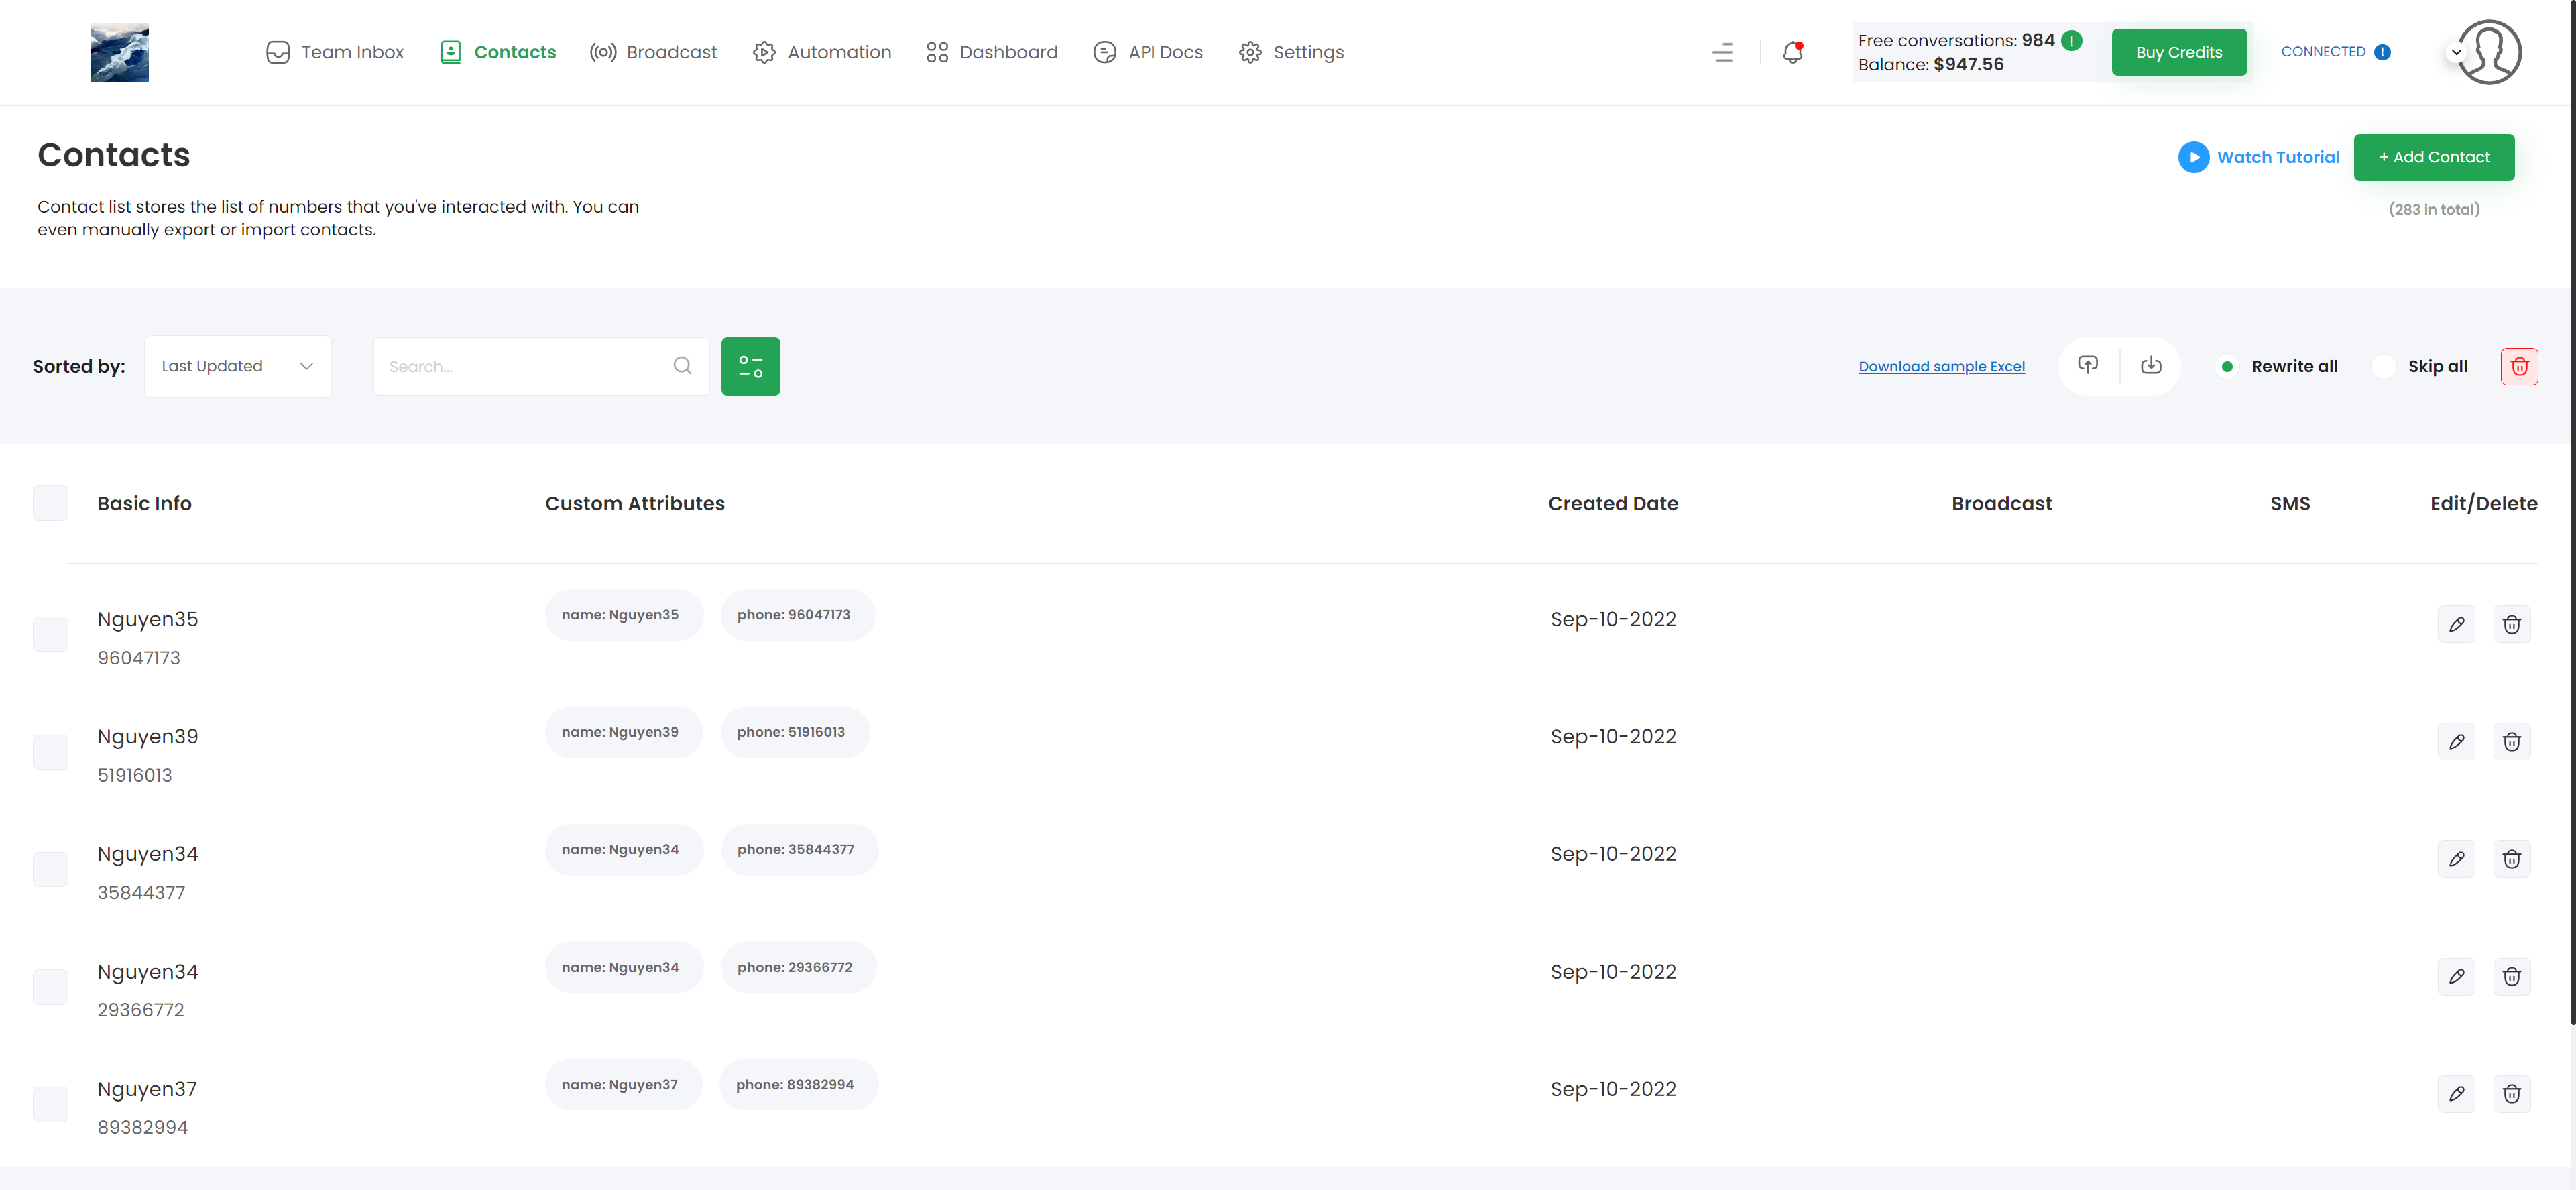 Team Inbox
Contacts
Broadcast
Automation
Dashboard
API Docs
Settings
Free conversations: 984 !
Balance: $947.56
Buy Credits
CONNECTED !
Contacts
Watch Tutorial
+ Add Contact
(283 in total)
Contact list stores the list of numbers that you've interacted with. You can
even manually export or import contacts.
Sorted by:
Last Updated
Search...
Download sample Excel
Rewrite all
Skip all
Basic Info
Custom Attributes
Created Date
Broadcast
SMS
Edit/Delete
Nguyen35
96047173
name: Nguyen35
phone: 96047173
Sep-10-2022
Nguyen39
51916013
name: Nguyen39
phone: 51916013
Sep-10-2022
Nguyen34
35844377
name: Nguyen34
phone: 35844377
Sep-10-2022
Nguyen34
29366772
name: Nguyen34
phone: 29366772
Sep-10-2022
Nguyen37
89382994
name: Nguyen37
phone: 89382994
Sep-10-2022